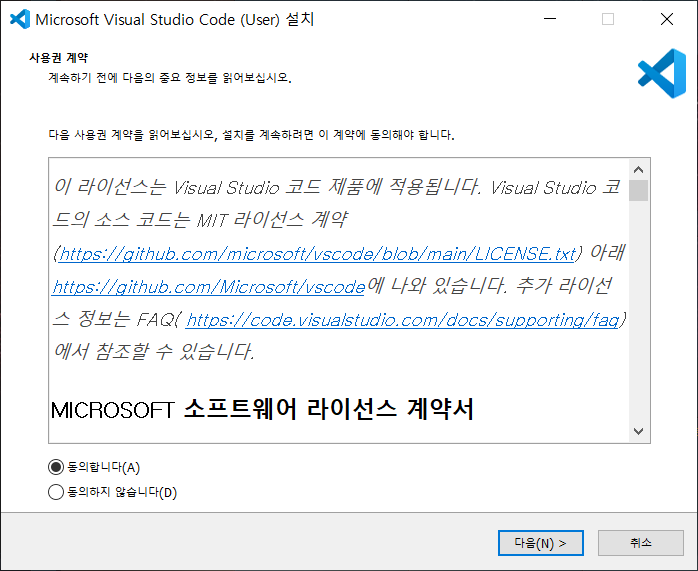 Microsoft Visual Studio Code (User) 설치
사용권 계약
계속하기 전에 다음의 중요 정보를 읽어보십시오.
다음 사용권 계약을 읽어보십시오, 설치를 계속하려면 이 계약에 동의해야 합니다.
이 라이선스는 Visual Studio 코드 제품에 적용됩니다. Visual Studio 코
드의 소스 코드는 MIT 라이선스 계약
(https://github.com/microsoft/vscode/blob/main/LICENSE.txt) 아래
https://github.com/Microsoft/vscode에 나와 있습니다. 추가 라이선
스 정보는 FAQ( https://code.visualstudio.com/docs/supporting/faq)
에서 참조할 수 있습니다.
MICROSOFT 소프트웨어 라이선스 계약서
동의합니다(A)
동의하지 않습니다(D)
다음(N) >
취소